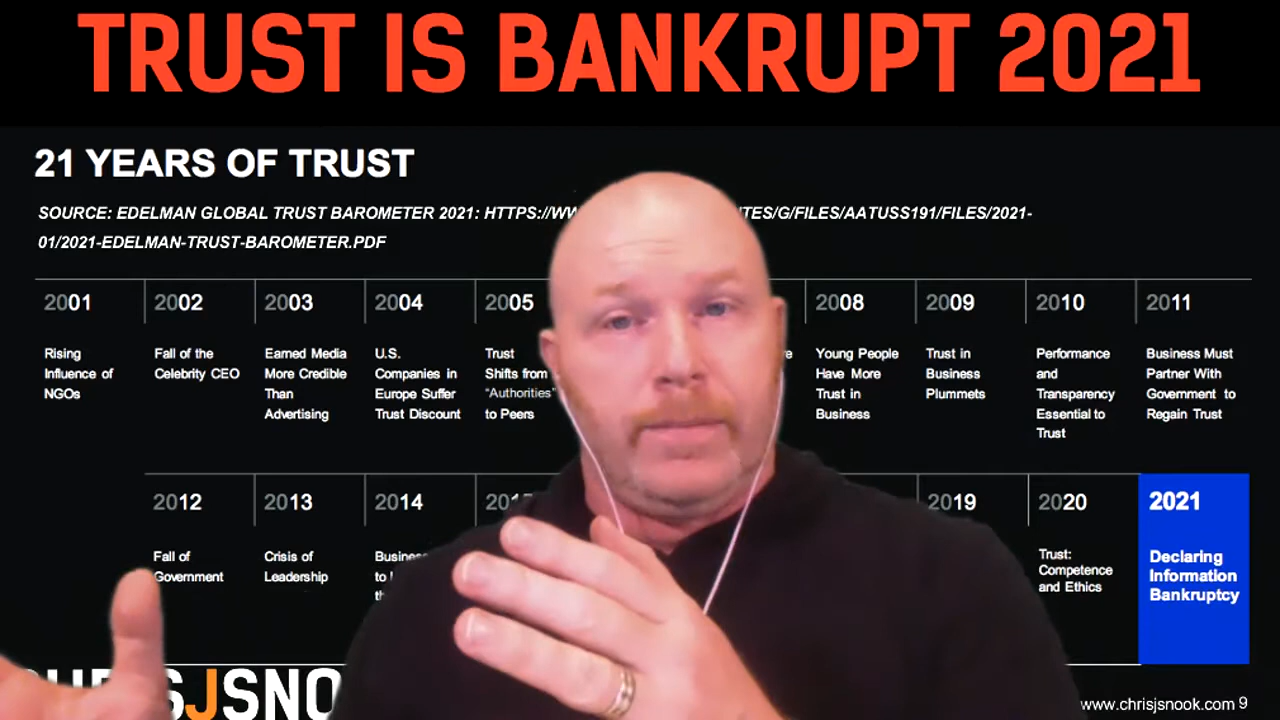 TRUST IS BANKRUPT 2021
21 YEARS OF TRUST
SOURCE: EDELMAN GLOBAL TRUST BAROMETER 2021: HTTPS://WW TES/G/FILES/AATUSS191/FILES/2021-
01/2021-EDELMAN-TRUST-BAROMETER.PDF
2001
Rising
Influence of
NGOs
2002
Fall of the
Celebrity CEO
2003
Earned Media
More Credible
Than
Advertising
2004
U.S.
Companies in
Europe Suffer
Trust Discount
2005
Trust
Shifts from
“Authorities”
to Peers
2008
Young People
Have More
Trust in
Business
2009
Trust in
Business
Plummets
2010
Performance
and
Transparency
Essential to
Trust
2011
Business Must
Partner With
Government to
Regain Trust
2012
Fall of
Government
2013
Crisis of
Leadership
2014
2019
2020
Trust:
Competence
and Ethics
2021
Declaring
Information
Bankruptcy
www.chrisjsnook.com 9